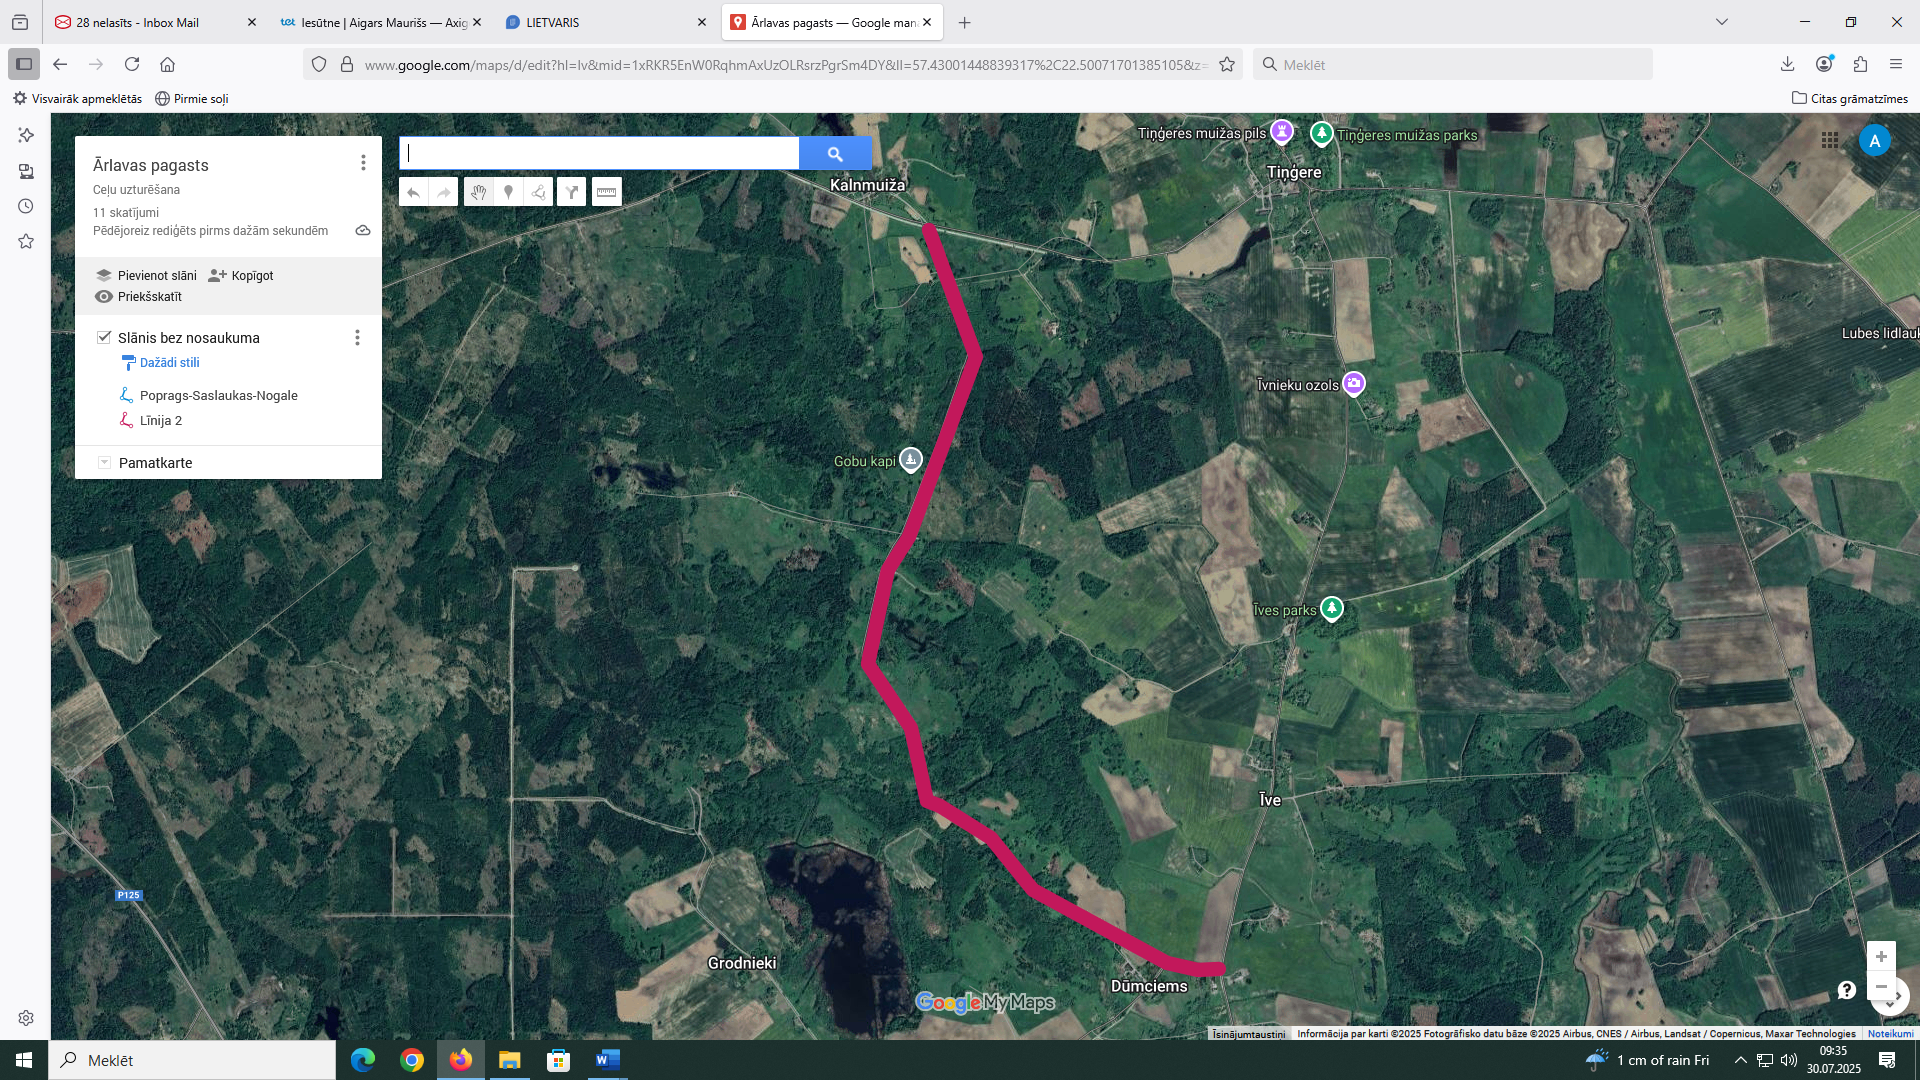 28 nelasīts - Inbox Mail
Iesūtne | Aigars Maurišs — Axig
LIETVARIS
Ārlavas pagasts — Google man
www.google.com/maps/d/edit?hl=lv&mid=1xRKR5EnW0RqhmAxUzOLRsrzPgrSm4DY&ll=57.43001448839317%2C22.50071701385105&z=
Meklēt
Visvairāk apmeklētās
Pirmie soļi
Citas grāmatzīmes
Ārlavas pagasts
Ceļu uzturēšana
11 skatījumi
Pēdējoreiz rediģēts pirms dažām sekundēm
Pievienot slāni
Kopīgot
Priekšskatīt
Slānis bez nosaukuma
Dažādi stili
Poprags-Saslaukas-Nogale
Līnija 2
Pamatkarte
Tiņģeres muižas pils
Tiņģeres muižas parks
A
Tiņģere
Kalnmuiža
Lubes lidlauk
Īvnieku ozols
Gobu kapi
Īves parks
Īve
P125
Grodnieki
Dūmciems
Google My Maps
Īsinājumtaustiņi
Informācija par karti ©2025 Fotogrāfisko datu bāze ©2025 Airbus, CNES / Airbus, Landsat / Copernicus, Maxar Technologies
Noteikumi
Meklēt
1 cm of rain Fri
09:35
30.07.2025